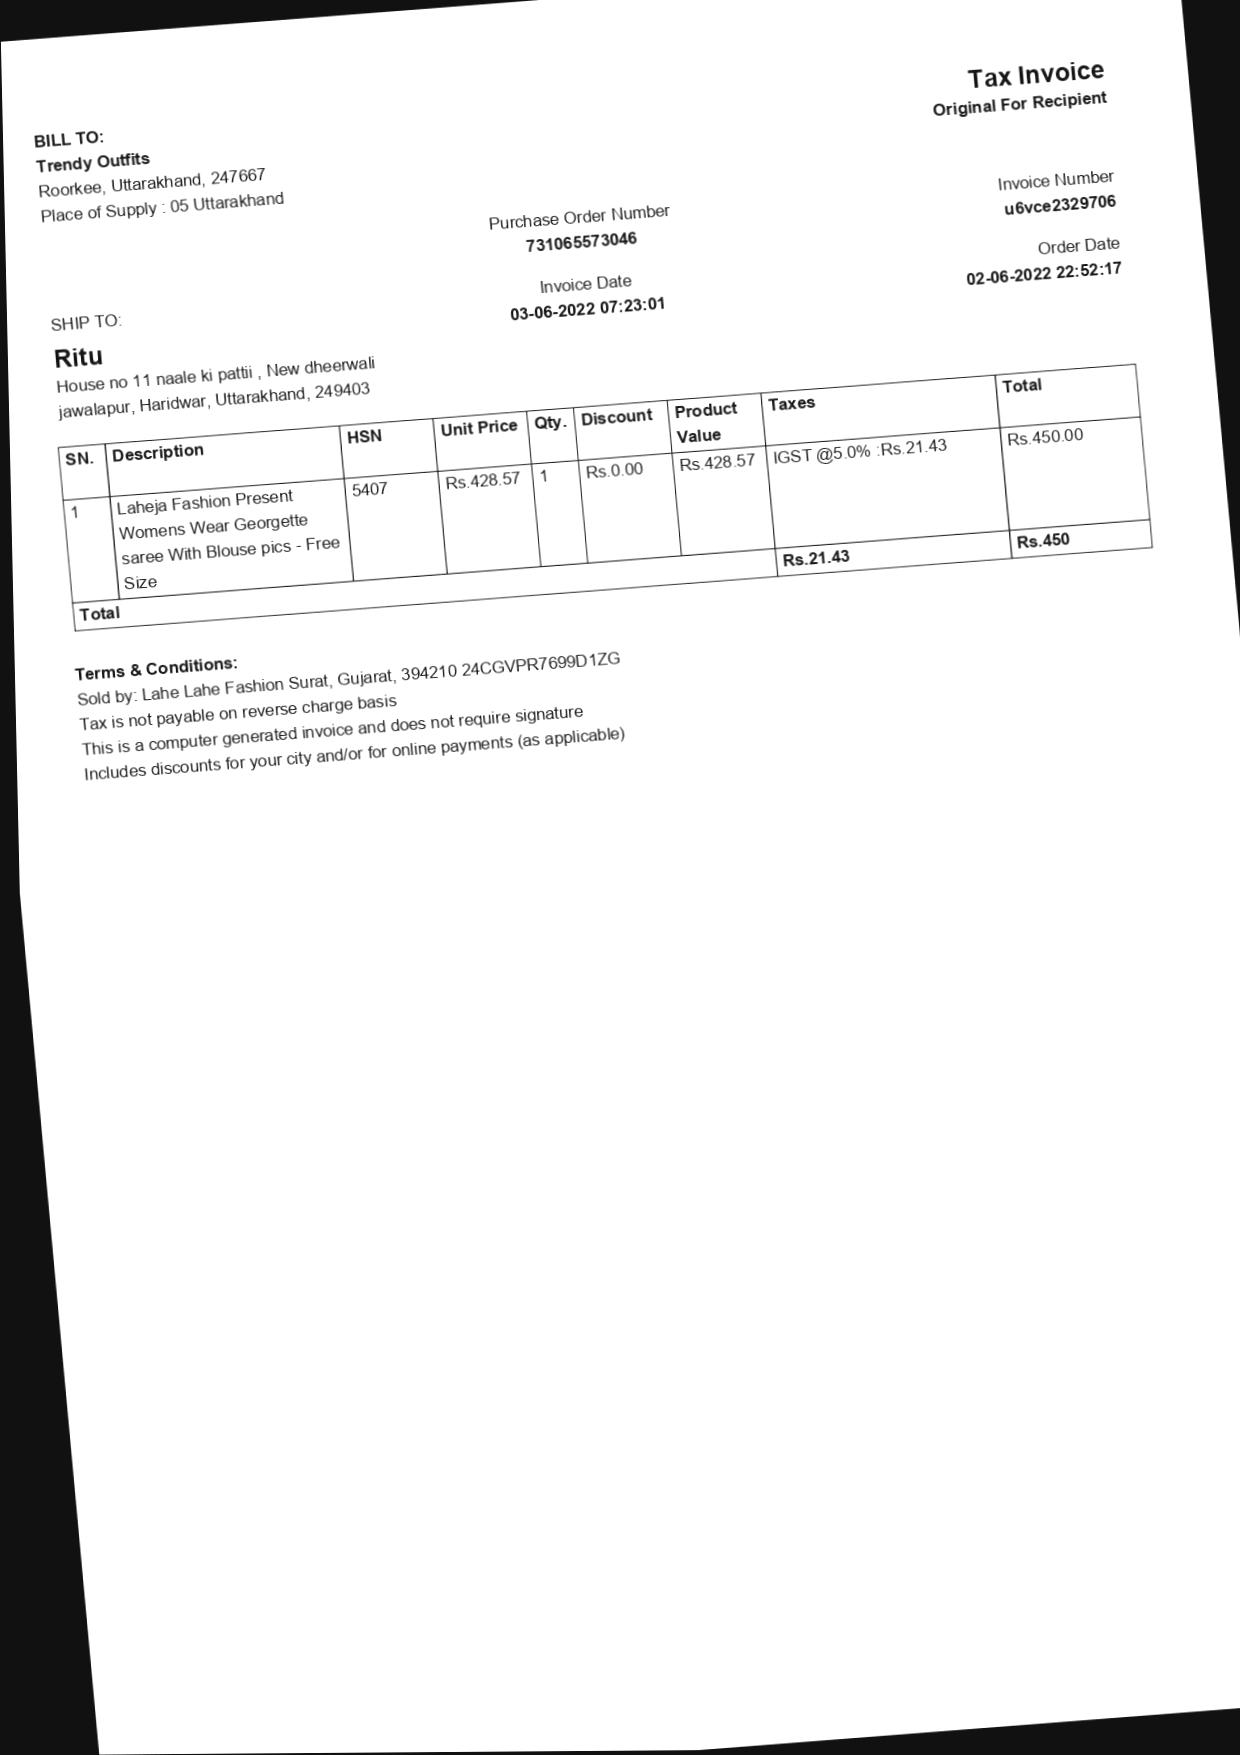 Tax Invoice
Original For Recipient
BILL TO:
Trendy Outfits
Roorkee, Uttarakhand, 247667
Place of Supply : 05 Uttarakhand
Purchase Order Number
731065573046
Invoice Number
u6vce2329706
Invoice Date
03-06-2022 07:23:01
Order Date
02-06-2022 22:52:17
SHIP TO:
Ritu
House no 11 naale ki pattii , New dheerwali
jawalapur, Haridwar, Uttarakhand, 249403
SN. Description HSN Unit Price Qty. Discount Product Value Taxes Total
1 Laheja Fashion Present 5407 Rs.428.57 1 Rs.0.00 Rs.428.57 IGST @5.0% :Rs.21.43 Rs.450.00
Womens Wear Georgette
saree With Blouse pics - Free
Size
Total Rs.21.43 Rs.450
Terms & Conditions:
Sold by: Lahe Lahe Fashion Surat, Gujarat, 394210 24CGVPR7699D1ZG
Tax is not payable on reverse charge basis
This is a computer generated invoice and does not require signature
Includes discounts for your city and/or for online payments (as applicable)